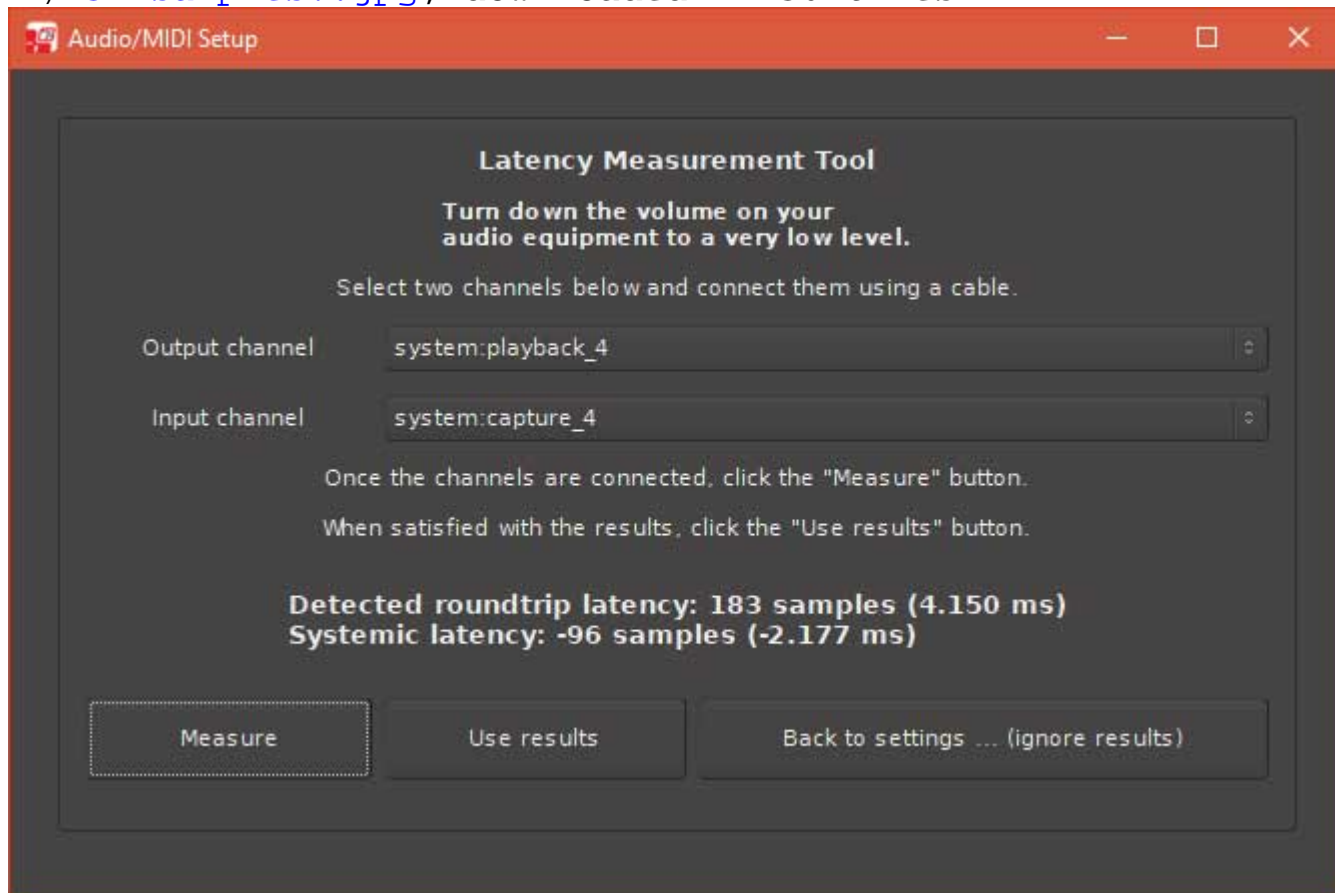 Audio/MIDI Setup
Latency Measurement Tool
Turn down the volume on your
audio equipment to a very low level.
Select two channels below and connect them using a cable.
Output channel system:playback_4
Input channel system:capture_4
Once the channels are connected, click the "Measure" button.
When satisfied with the results, click the "Use results" button.
Detected roundtrip latency: 183 samples (4.150 ms)
Systemic latency: -96 samples (-2.177 ms)
Measure Use results Back to settings ... (ignore results)